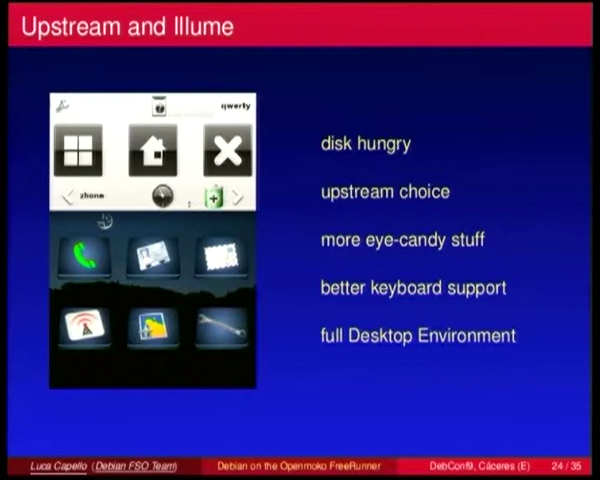 Upstream and Illume
qwerty
zhone
disk hungry
upstream choice
more eye-candy stuff
better keyboard support
full Desktop Environment
Luca Capello (Debian FSO Team)
Debian on the Openmoko FreeRunner
DebConf9, Cáceres (E)
24 / 35